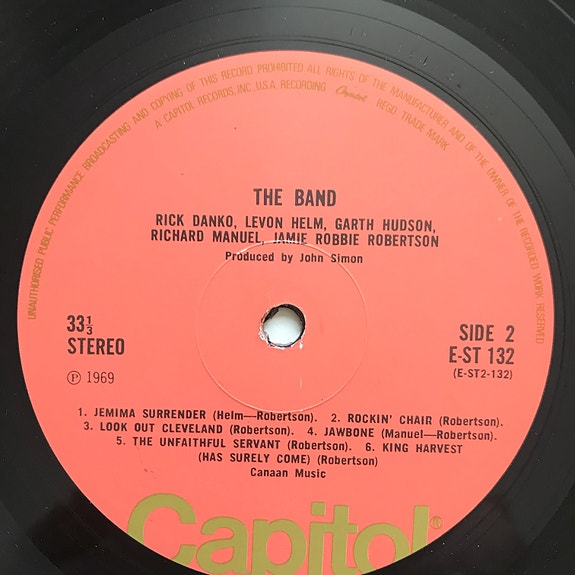 UNAUTHORISED PUBLIC PERFORMANCE BROADCASTING AND COPYING OF THIS RECORD PROHIBITED ALL RIGHTS OF THE MANUFACTURER AND OF THE OWNER OF THE RECORDED WORK RESERVED
A CAPITOL RECORDS, INC., U.S.A. RECORDING Capitol REGD. TRADE MARK
THE BAND
RICK DANKO, LEVON HELM, GARTH HUDSON,
RICHARD MANUEL, JAMIE ROBBIE ROBERTSON
Produced by John Simon
33⅓
STEREO
Ⓟ 1969
SIDE 2
E-ST 132
(E-ST2-132)
1. JEMIMA SURRENDER (Helm—Robertson). 2. ROCKIN' CHAIR (Robertson).
3. LOOK OUT CLEVELAND (Robertson). 4. JAWBONE (Manuel—Robertson).
5. THE UNFAITHFUL SERVANT (Robertson). 6. KING HARVEST
(HAS SURELY COME) (Robertson)
Canaan Music
Capitol®